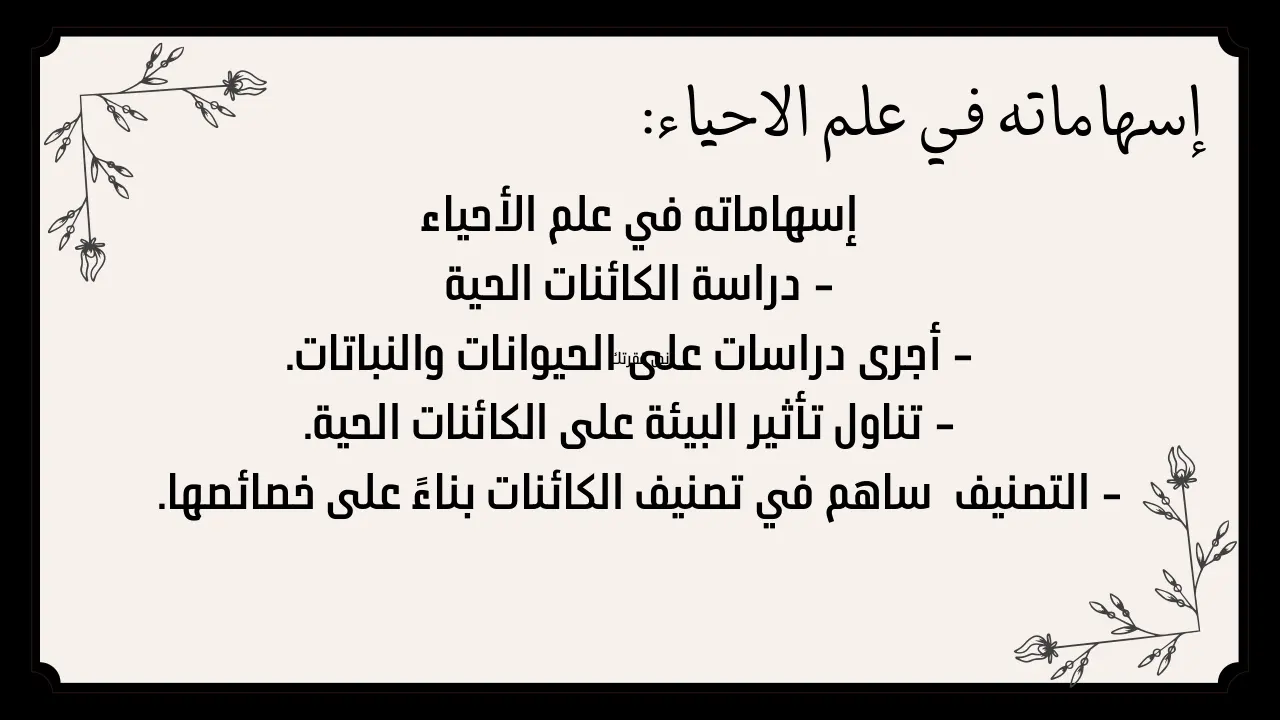 إسهاماته في علم الاحياء:
إسهاماته في علم الأحياء
- دراسة الكائنات الحية
- أجرى دراسات على الحيوانات والنباتات.
- تناول تأثير البيئة على الكائنات الحية.
- التصنيف ساهم في تصنيف الكائنات بناءً على خصائصها.